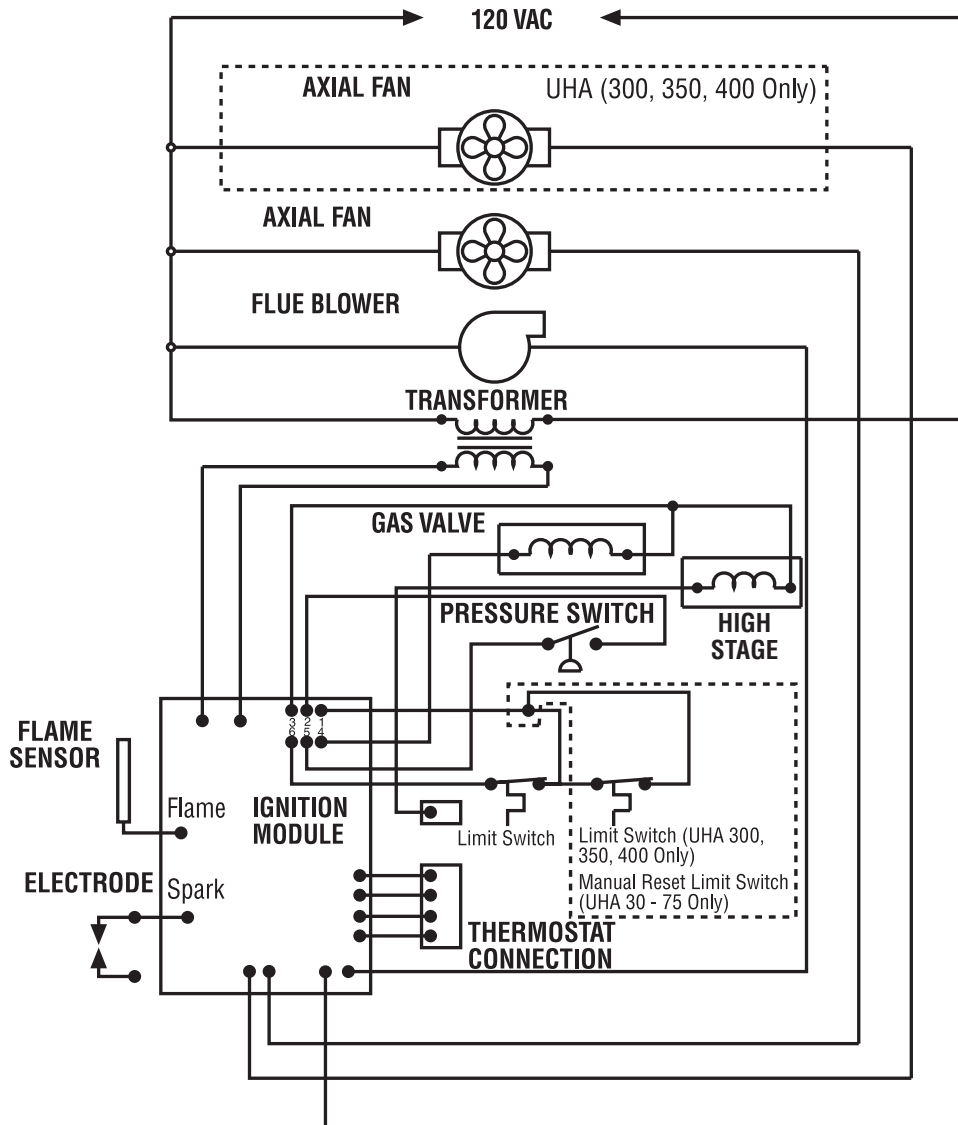 120 VAC
AXIAL FAN
UHA (300, 350, 400 Only)
AXIAL FAN
FLUE BLOWER
TRANSFORMER
GAS VALVE
PRESSURE SWITCH
HIGH
STAGE
FLAME
SENSOR
3 2 1
6 5 4
Flame
IGNITION
MODULE
Limit Switch
Limit Switch (UHA 300,
350, 400 Only)
Manual Reset Limit Switch
(UHA 30 - 75 Only)
ELECTRODE
Spark
THERMOSTAT
CONNECTION